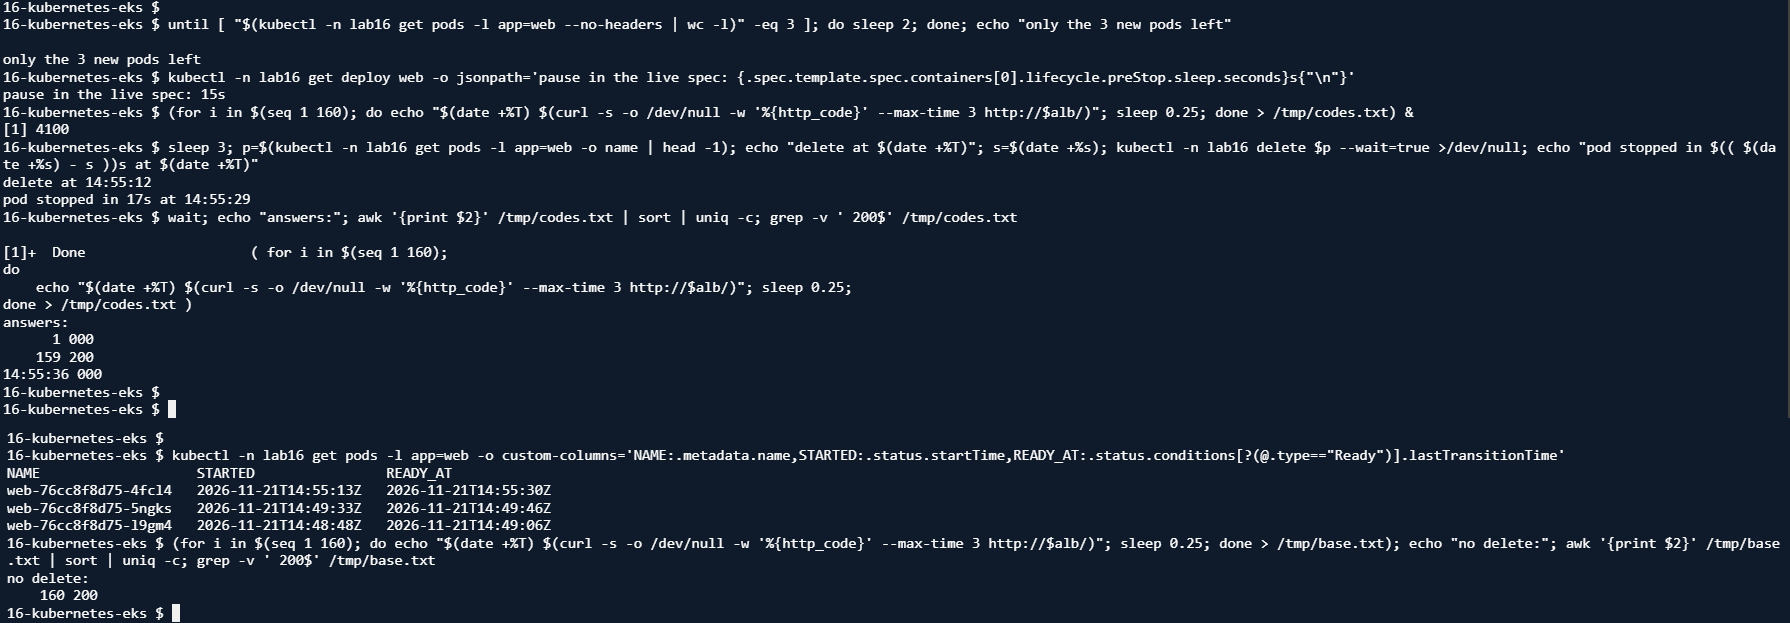 16-kubernetes-eks $
16-kubernetes-eks $ until [ "$(kubectl -n lab16 get pods -l app=web --no-headers | wc -l)" -eq 3 ]; do sleep 2; done; echo "only the 3 new pods left"
only the 3 new pods left
16-kubernetes-eks $ kubectl -n lab16 get deploy web -o jsonpath='pause in the live spec: {.spec.template.spec.containers[0].lifecycle.preStop.sleep.seconds}s{"\n"}'
pause in the live spec: 15s
16-kubernetes-eks $ (for i in $(seq 1 160); do echo "$(date +%T) $(curl -s -o /dev/null -w '%{http_code}' --max-time 3 http://$alb/)"; sleep 0.25; done > /tmp/codes.txt) &
[1] 4100
16-kubernetes-eks $ sleep 3; p=$(kubectl -n lab16 get pods -l app=web -o name | head -1); echo "delete at $(date +%T)"; s=$(date +%s); kubectl -n lab16 delete $p --wait=true >/dev/null; echo "pod stopped in $(( $(da
te +%s) - s ))s at $(date +%T)"
delete at 14:55:12
pod stopped in 17s at 14:55:29
16-kubernetes-eks $ wait; echo "answers:"; awk '{print $2}' /tmp/codes.txt | sort | uniq -c; grep -v ' 200$' /tmp/codes.txt
[1]+  Done                    ( for i in $(seq 1 160);
do
    echo "$(date +%T) $(curl -s -o /dev/null -w '%{http_code}' --max-time 3 http://$alb/)"; sleep 0.25;
done > /tmp/codes.txt )
answers:
      1 000
    159 200
14:55:36 000
16-kubernetes-eks $
16-kubernetes-eks $
16-kubernetes-eks $
16-kubernetes-eks $ kubectl -n lab16 get pods -l app=web -o custom-columns='NAME:.metadata.name,STARTED:.status.startTime,READY_AT:.status.conditions[?(@.type=="Ready")].lastTransitionTime'
NAME                   STARTED                READY_AT
web-76cc8f8d75-4fcl4   2026-11-21T14:55:13Z   2026-11-21T14:55:30Z
web-76cc8f8d75-5ngks   2026-11-21T14:49:33Z   2026-11-21T14:49:46Z
web-76cc8f8d75-l9gm4   2026-11-21T14:48:48Z   2026-11-21T14:49:06Z
16-kubernetes-eks $ (for i in $(seq 1 160); do echo "$(date +%T) $(curl -s -o /dev/null -w '%{http_code}' --max-time 3 http://$alb/)"; sleep 0.25; done > /tmp/base.txt); echo "no delete:"; awk '{print $2}' /tmp/base
.txt | sort | uniq -c; grep -v ' 200$' /tmp/base.txt
no delete:
    160 200
16-kubernetes-eks $